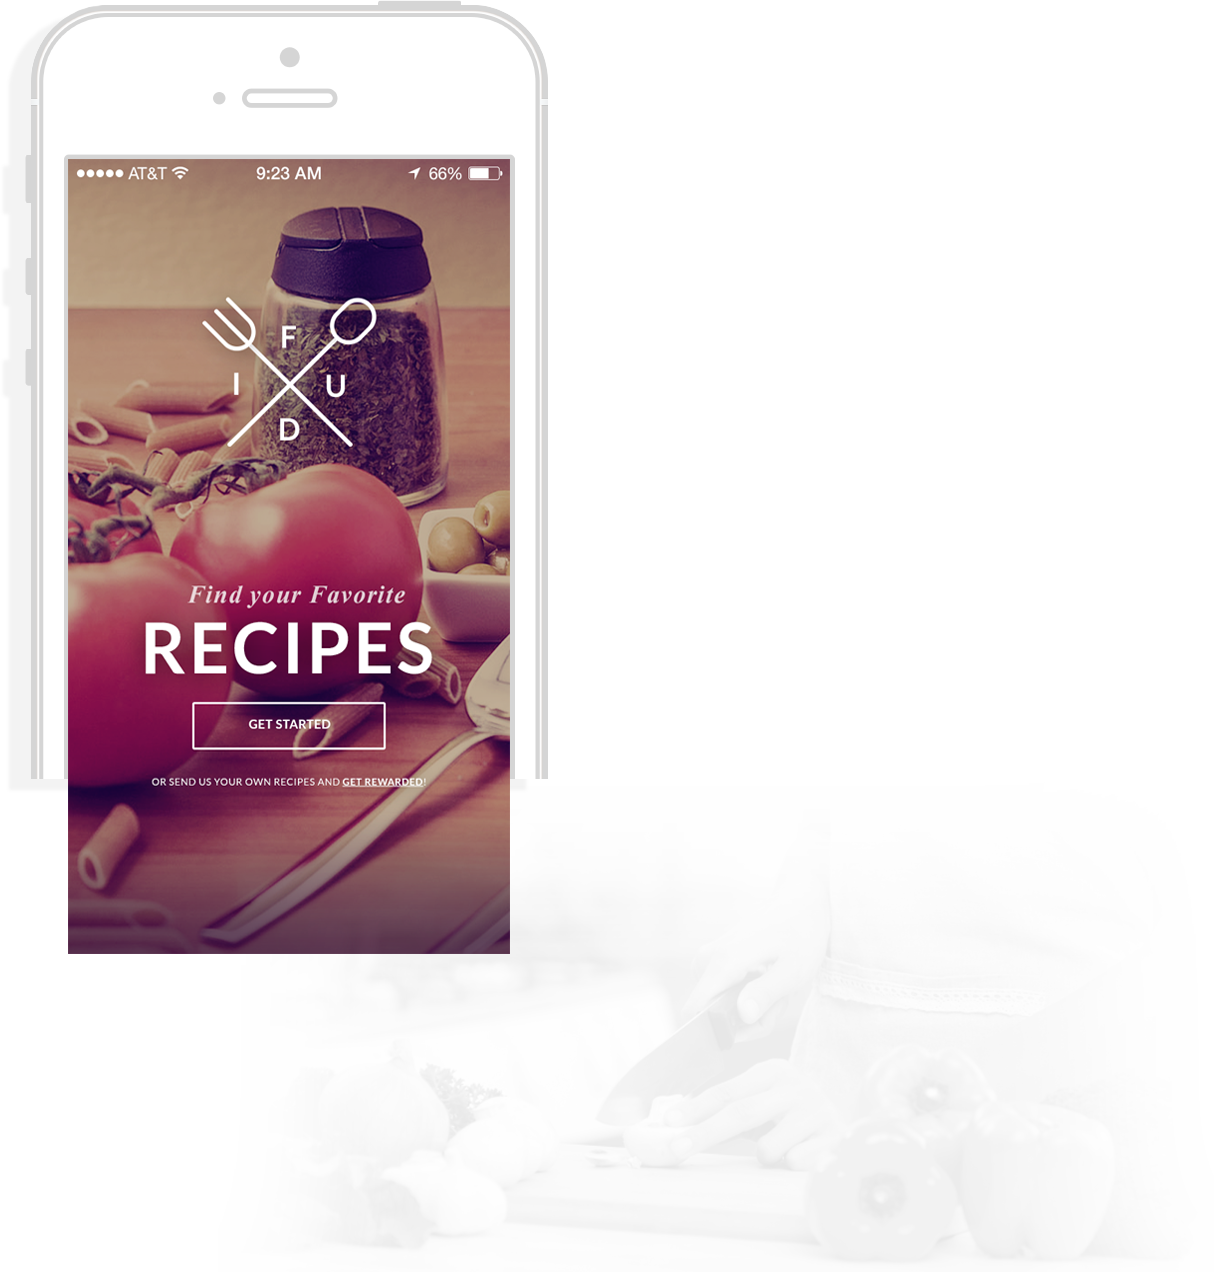 AT&T 9:23 AM 66%
F
I U
D
Find your Favorite
RECIPES
GET STARTED
OR SEND US YOUR OWN RECIPES AND GET REWARDED!